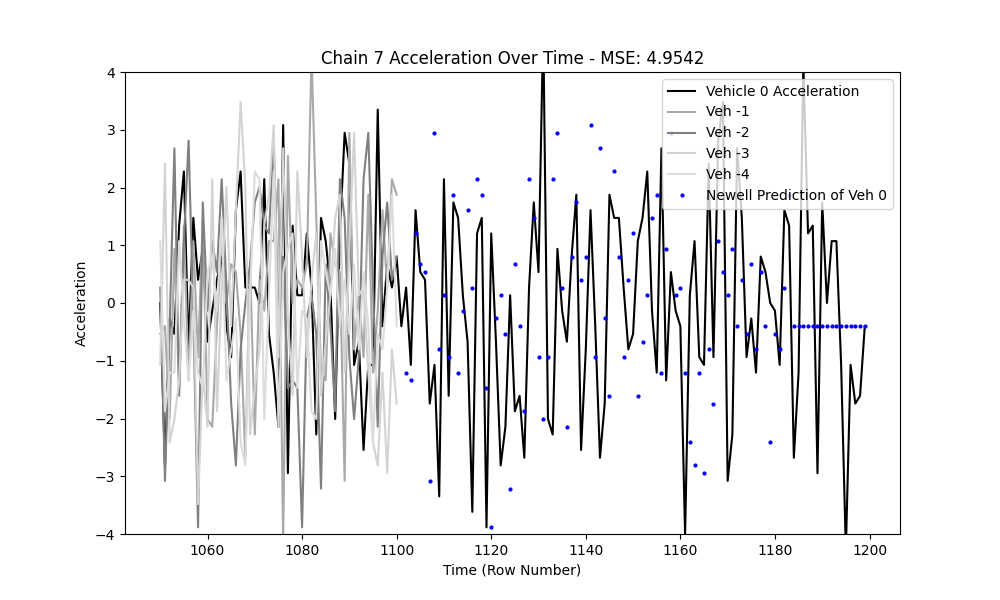 Chain 7 Acceleration Over Time - MSE: 4.9542
Acceleration
4
3
2
1
0
−1
−2
−3
−4
Vehicle 0 Acceleration
Veh -1
Veh -2
Veh -3
Veh -4
Newell Prediction of Veh 0
1060 1080 1100 1120 1140 1160 1180 1200
Time (Row Number)